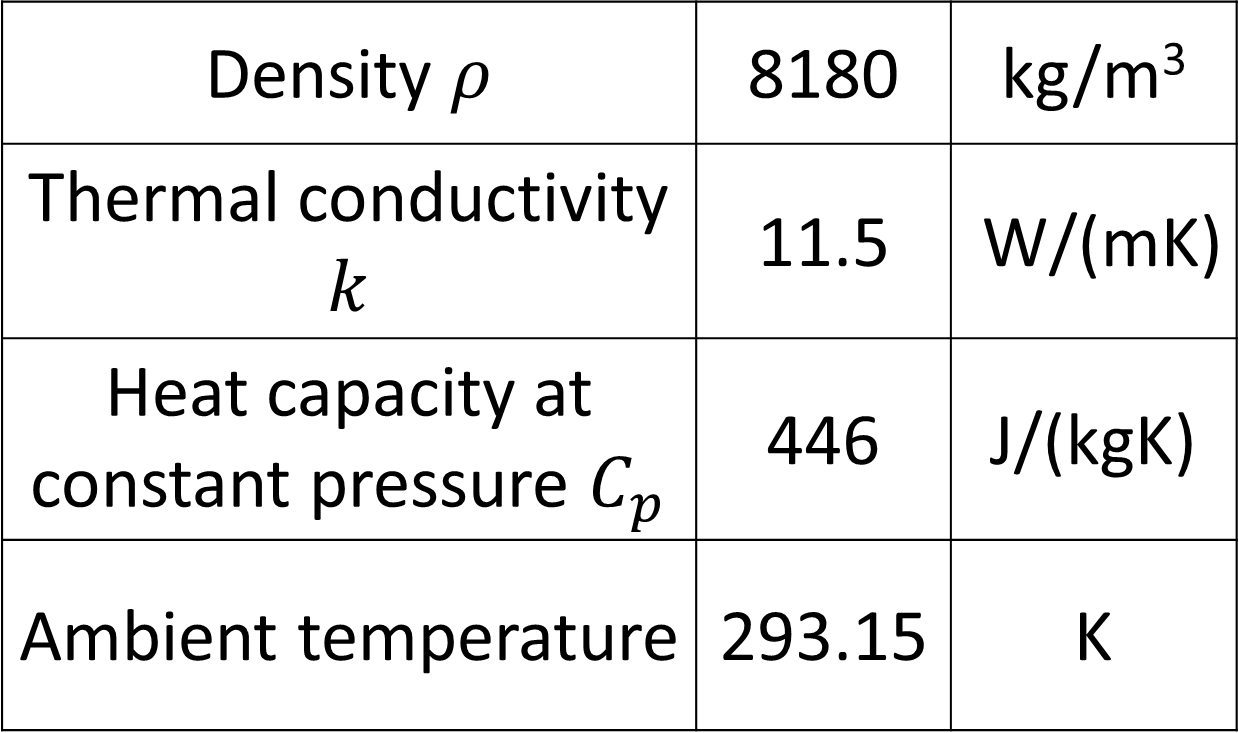 Density ρ 8180 kg/m³
Thermal conductivity
k 11.5 W/(mK)
Heat capacity at
constant pressure Cₚ 446 J/(kgK)
Ambient temperature 293.15 K